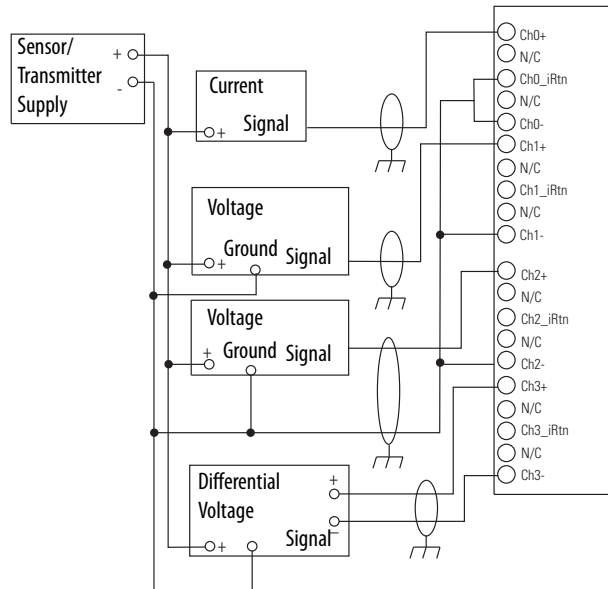 Sensor/
Transmitter
Supply
+
-
Current
Signal
+
Voltage
Ground Signal
+
Voltage
Ground Signal
+
Differential
Voltage
Signal
+
–
+
Ch0+
N/C
Ch0_iRtn
N/C
Ch0-
Ch1+
N/C
Ch1_iRtn
N/C
Ch1-
Ch2+
N/C
Ch2_iRtn
N/C
Ch2-
Ch3+
N/C
Ch3_iRtn
N/C
Ch3-